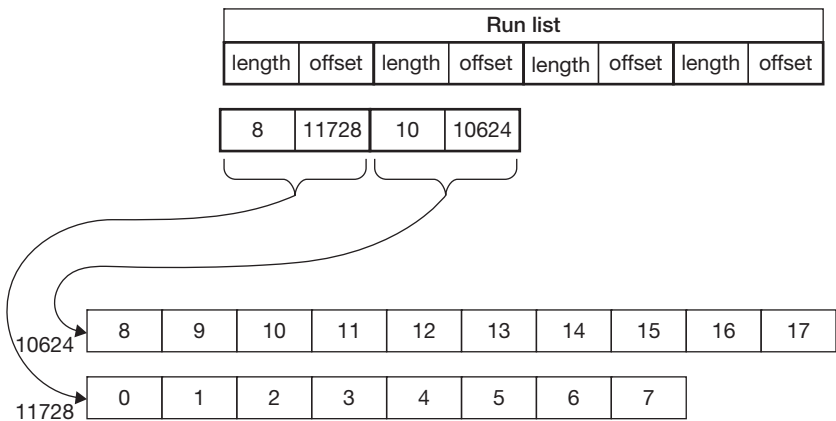 Run list
length offset length offset length offset length offset
8 11728 10 10624
10624 8 9 10 11 12 13 14 15 16 17
11728 0 1 2 3 4 5 6 7